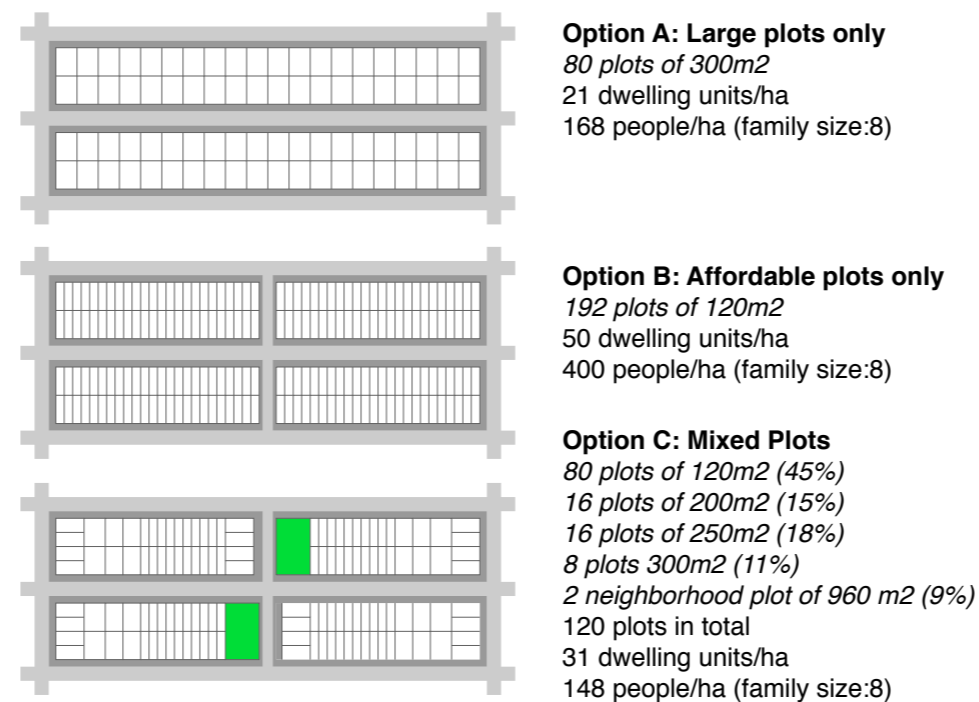 Option A: Large plots only
80 plots of 300m2
21 dwelling units/ha
168 people/ha (family size:8)
Option B: Affordable plots only
192 plots of 120m2
50 dwelling units/ha
400 people/ha (family size:8)
Option C: Mixed Plots
80 plots of 120m2 (45%)
16 plots of 200m2 (15%)
16 plots of 250m2 (18%)
8 plots 300m2 (11%)
2 neighborhood plot of 960 m2 (9%)
120 plots in total
31 dwelling units/ha
148 people/ha (family size:8)